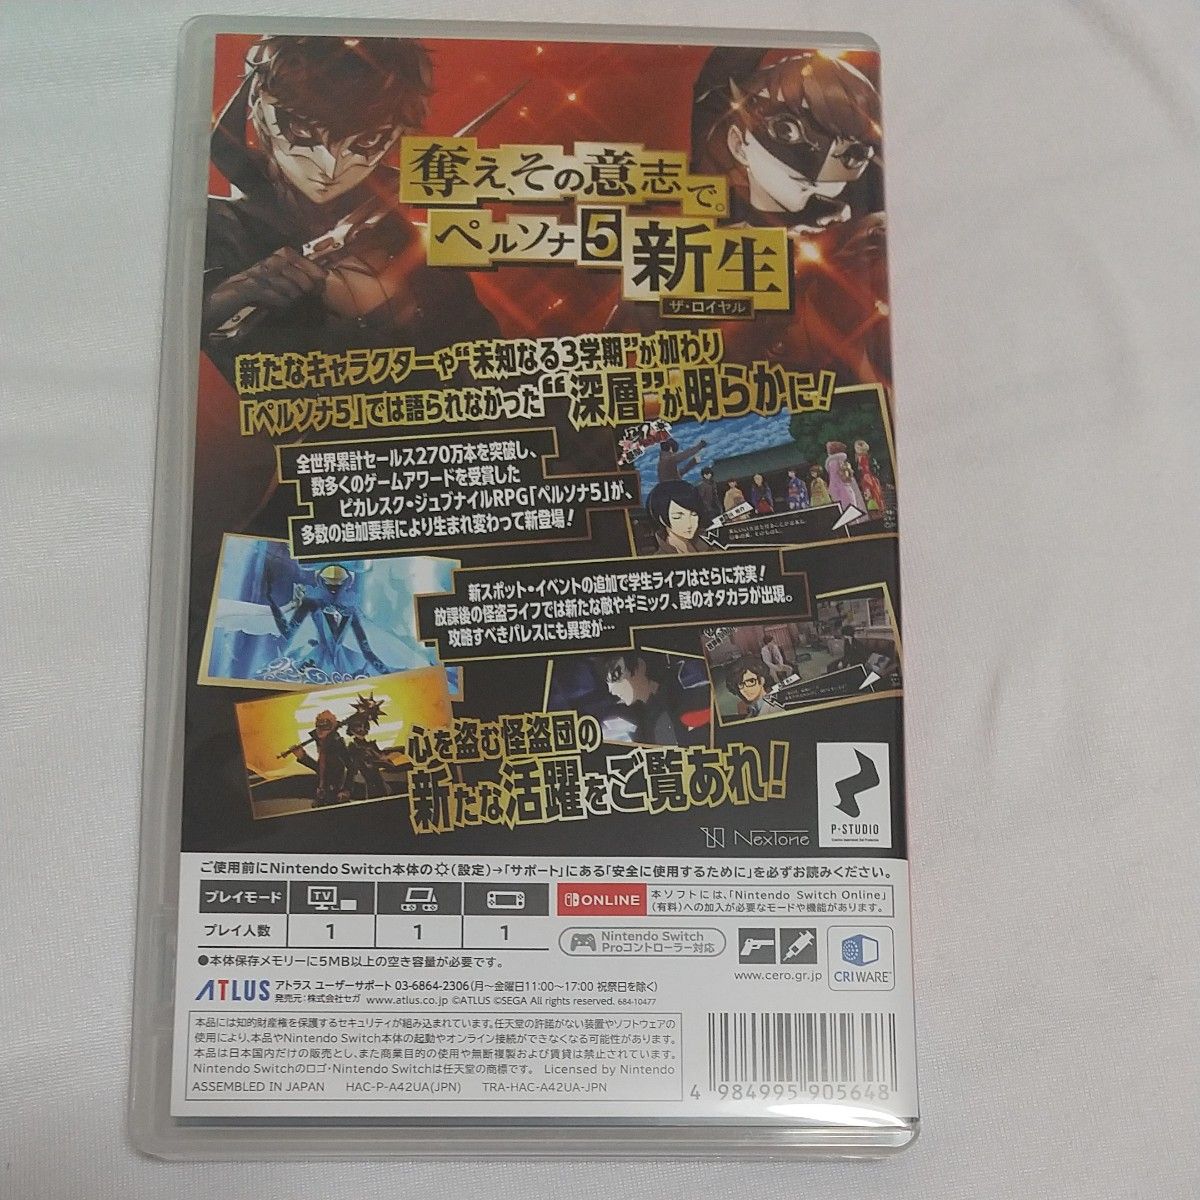 奪え、その意志で。
ペルソナ5新生
ザ・ロイヤル
新たなキャラクターや“未知なる3学期”が加わり
「ペルソナ5」では語られなかった“深層”が明らかに!
全世界累計セールス270万本を突破し、
数多くのゲームアワードを受賞した
ピカレスク・ジュブナイルRPG「ペルソナ5」が、
多数の追加要素により生まれ変わって新登場!
新スポット・イベントの追加で学生ライフはさらに充実!
放課後の怪盗ライフでは新たな敵やギミック、謎のオタカラが出現。
攻略すべきパレスにも異変が…
心を盗む怪盗団の
新たな活躍をご覧あれ!
P-STUDIO
NexTone
ご使用前にNintendo Switch本体の(設定)→「サポート」にある「安全に使用するために」を必ずお読みください。
プレイモード TV
プレイ人数 1 1 1
ONLINE
本ソフトには、「Nintendo Switch Online」
(有料)への加入が必要なモードや機能があります。
Nintendo Switch
Proコントローラー対応
www.cero.gr.jp
CRIWARE
●本体保存メモリーに5MB以上の空き容量が必要です。
ATLUS アトラス ユーザーサポート 03-6864-2306(月～金曜日11:00～17:00 祝祭日を除く)
発売元:株式会社セガ www.atlus.co.jp ©ATLUS ©SEGA All rights reserved. 684-10477
本品には知的財産権を保護するセキュリティが組み込まれています。任天堂の許諾がない装置やソフトウェアの
使用により、本品やNintendo Switch本体の起動やオンライン接続ができなくなる可能性があります。
本品は日本国内だけの販売とし、また商業目的の使用や無断複製および賃貸は禁止されています。
Nintendo Switchのロゴ・Nintendo Switchは任天堂の商標です。 Licensed by Nintendo
ASSEMBLED IN JAPAN HAC-P-A42UA(JPN) TRA-HAC-A42UA-JPN
4 984995 905648